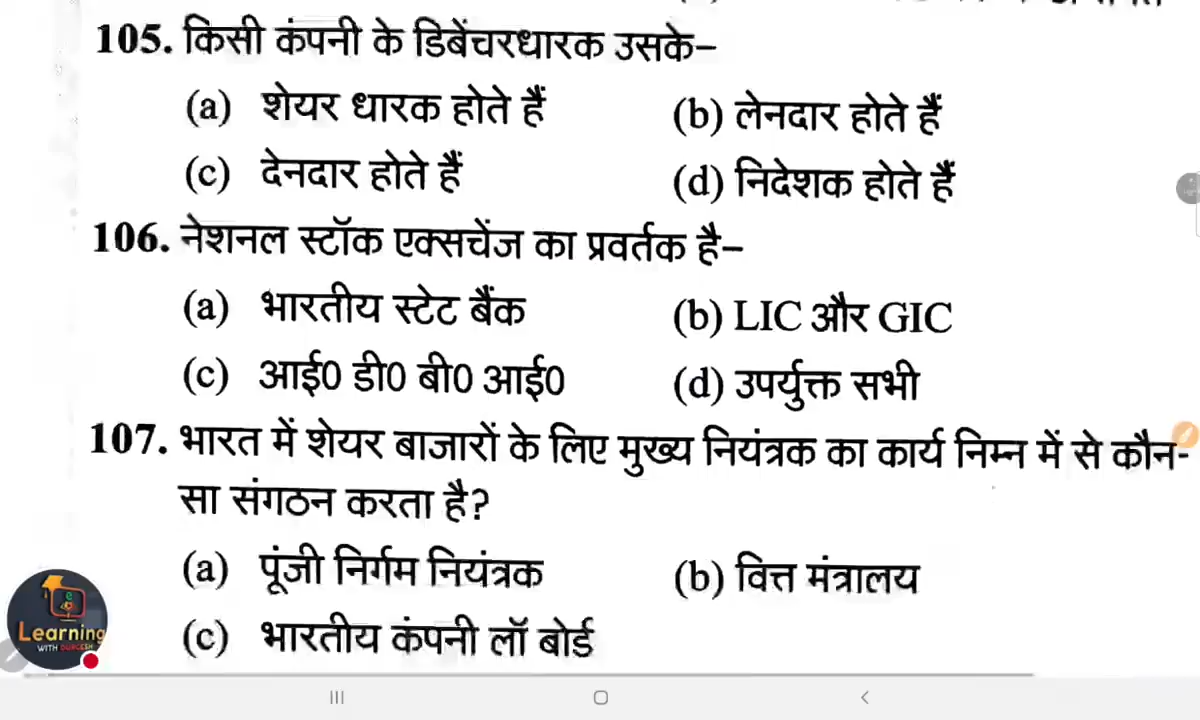 105. किसी कंपनी के डिबेंचरधारक उसके–
(a) शेयर धारक होते हैं (b) लेनदार होते हैं
(c) देनदार होते हैं (d) निदेशक होते हैं
106. नेशनल स्टॉक एक्सचेंज का प्रवर्तक है–
(a) भारतीय स्टेट बैंक (b) LIC और GIC
(c) आई0 डी0 बी0 आई0 (d) उपर्युक्त सभी
107. भारत में शेयर बाजारों के लिए मुख्य नियंत्रक का कार्य निम्न में से कौन-
सा संगठन करता है?
(a) पूंजी निर्गम नियंत्रक (b) वित्त मंत्रालय
(c) भारतीय कंपनी लॉ बोर्ड
Learning
WITH DURGESH